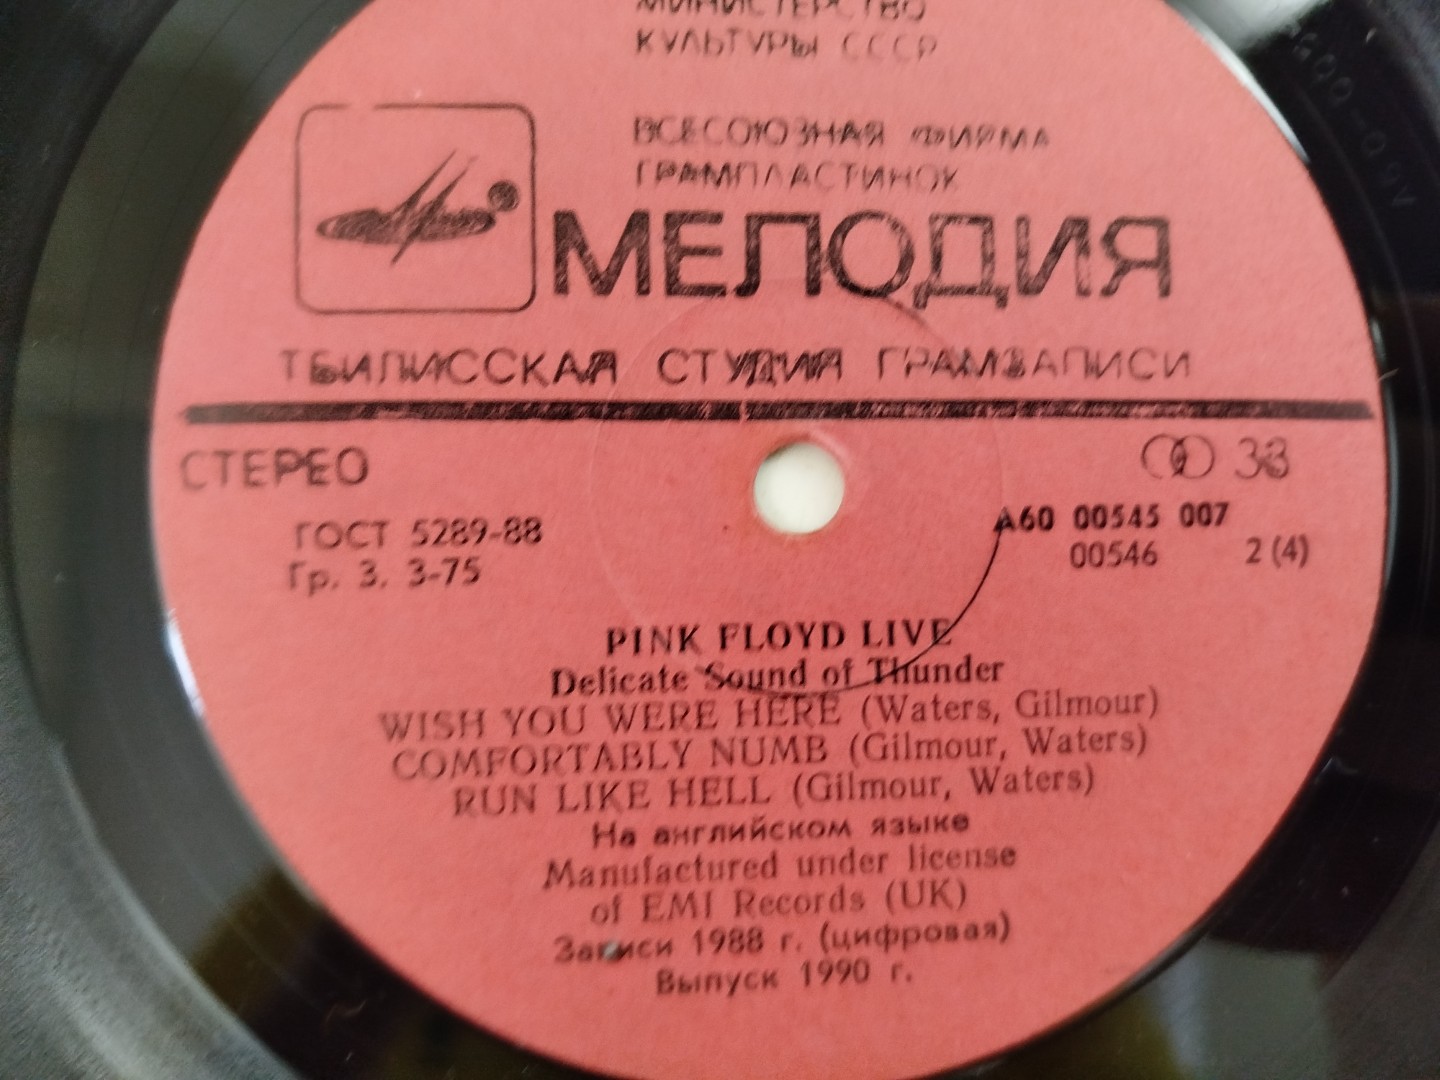 МИНИСТЕРСТВО
КУЛЬТУРЫ СССР
ВСЕСОЮЗНАЯ ФИРМА
ГРАМПЛАСТИНОК
МЕЛОДИЯ
ТБИЛИССКАЯ СТУДИЯ ГРАМЗАПИСИ
СТЕРЕО
33
ГОСТ 5289-88
Гр. 3. 3-75
А60 00545 007
00546 2 (4)
PINK FLOYD LIVE
Delicate Sound of Thunder
WISH YOU WERE HERE (Waters, Gilmour)
COMFORTABLY NUMB (Gilmour, Waters)
RUN LIKE HELL (Gilmour, Waters)
На английском языке
Manufactured under license
of EMI Records (UK)
Записи 1988 г. (цифровая)
Выпуск 1990 г.